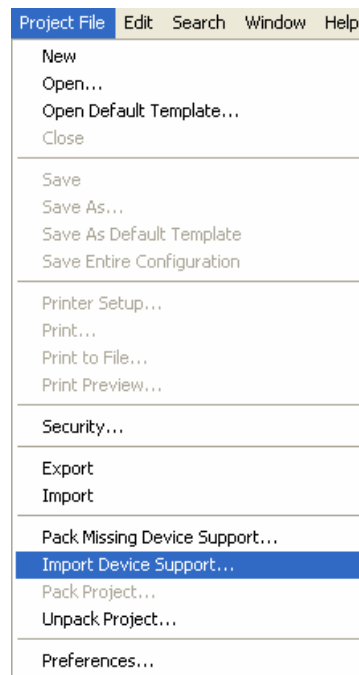 Project File Edit Search Window Help
New
Open...
Open Default Template...
Close
Save
Save As...
Save As Default Template
Save Entire Configuration
Printer Setup...
Print...
Print to File...
Print Preview...
Security...
Export
Import
Pack Missing Device Support...
Import Device Support...
Pack Project...
Unpack Project...
Preferences...